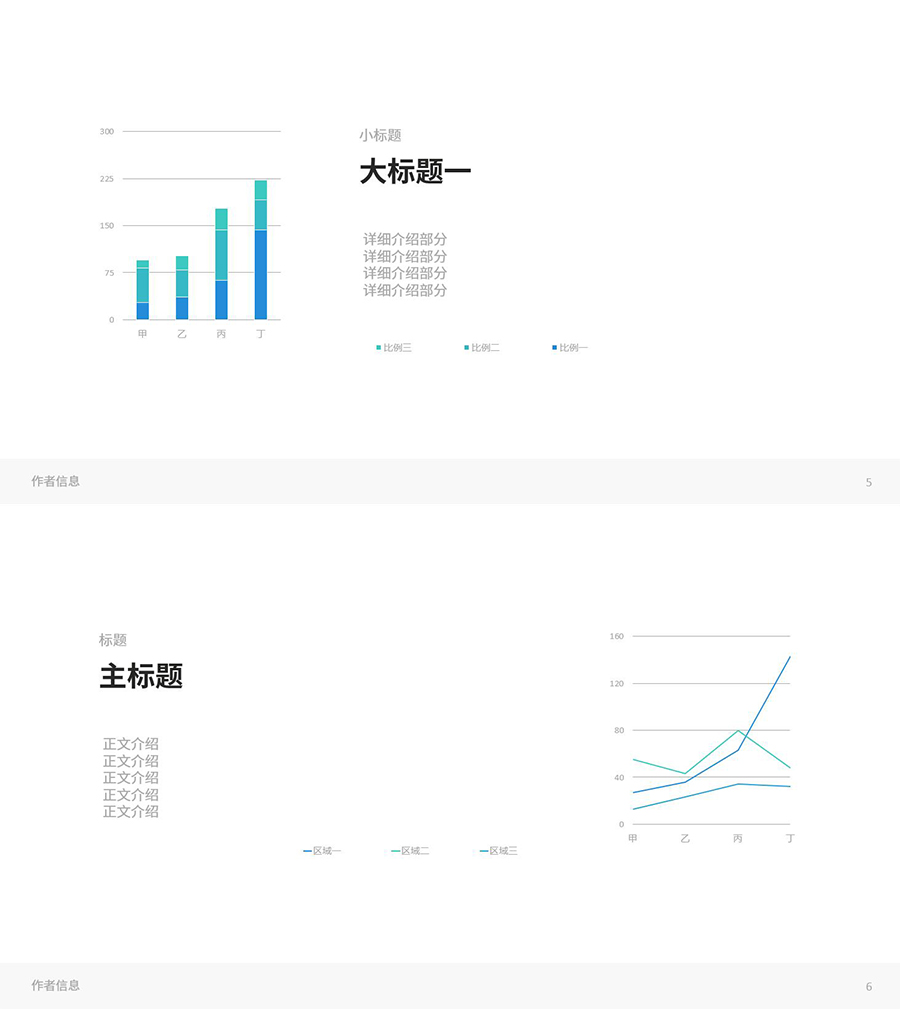 300
225
150
75
0
甲 乙 丙 丁
小标题
大标题一
详细介绍部分
详细介绍部分
详细介绍部分
详细介绍部分
比例三 比例二 比例一
作者信息 5
标题
主标题
正文介绍
正文介绍
正文介绍
正文介绍
正文介绍
区域一 区域二 区域三
160
120
80
40
0
甲 乙 丙 丁
作者信息 6